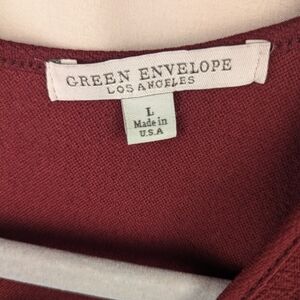 GREEN ENVELOPE
LOS ANGELES
L
Made in
U.S.A